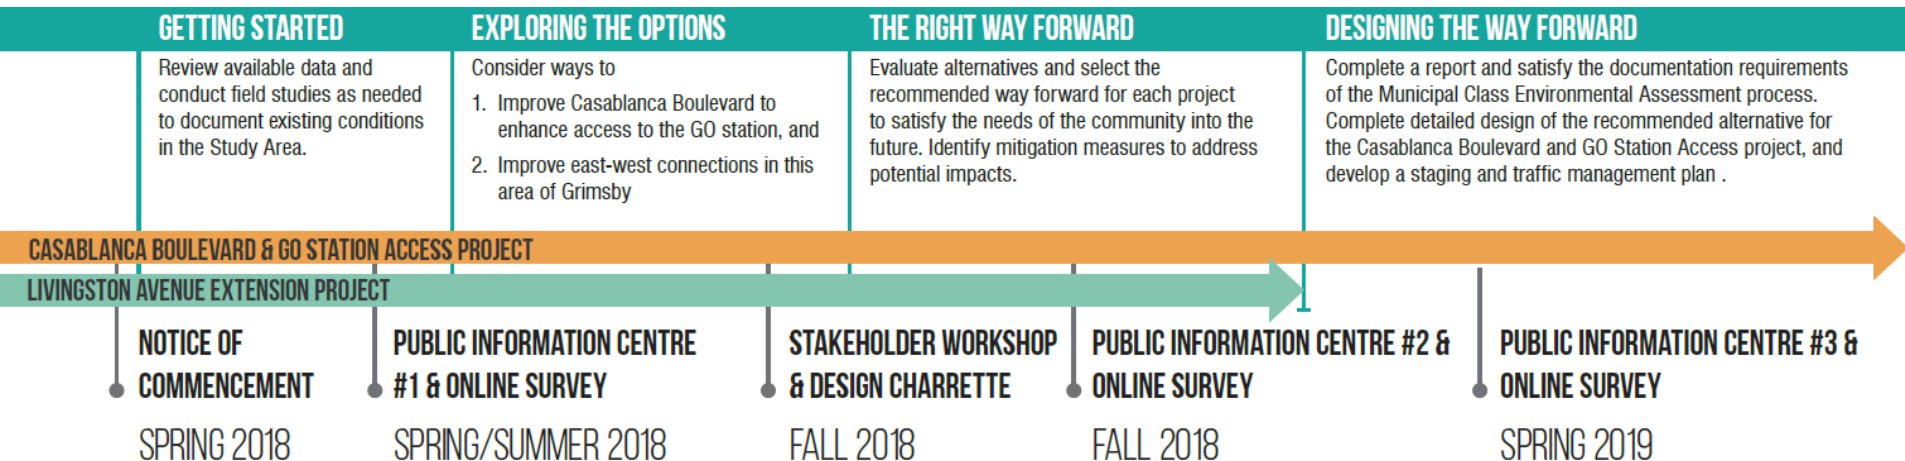 GETTING STARTED
Review available data and
conduct field studies as needed
to document existing conditions
in the Study Area.
EXPLORING THE OPTIONS
Consider ways to
1. Improve Casablanca Boulevard to
enhance access to the GO station, and
2. Improve east-west connections in this
area of Grimsby
THE RIGHT WAY FORWARD
Evaluate alternatives and select the
recommended way forward for each project
to satisfy the needs of the community into the
future. Identify mitigation measures to address
potential impacts.
DESIGNING THE WAY FORWARD
Complete a report and satisfy the documentation requirements
of the Municipal Class Environmental Assessment process.
Complete detailed design of the recommended alternative for
the Casablanca Boulevard and GO Station Access project, and
develop a staging and traffic management plan .
CASABLANCA BOULEVARD & GO STATION ACCESS PROJECT
LIVINGSTON AVENUE EXTENSION PROJECT
NOTICE OF
COMMENCEMENT
SPRING 2018
PUBLIC INFORMATION CENTRE
#1 & ONLINE SURVEY
SPRING/SUMMER 2018
STAKEHOLDER WORKSHOP
& DESIGN CHARRETTE
FALL 2018
PUBLIC INFORMATION CENTRE #2 &
ONLINE SURVEY
FALL 2018
PUBLIC INFORMATION CENTRE #3 &
ONLINE SURVEY
SPRING 2019